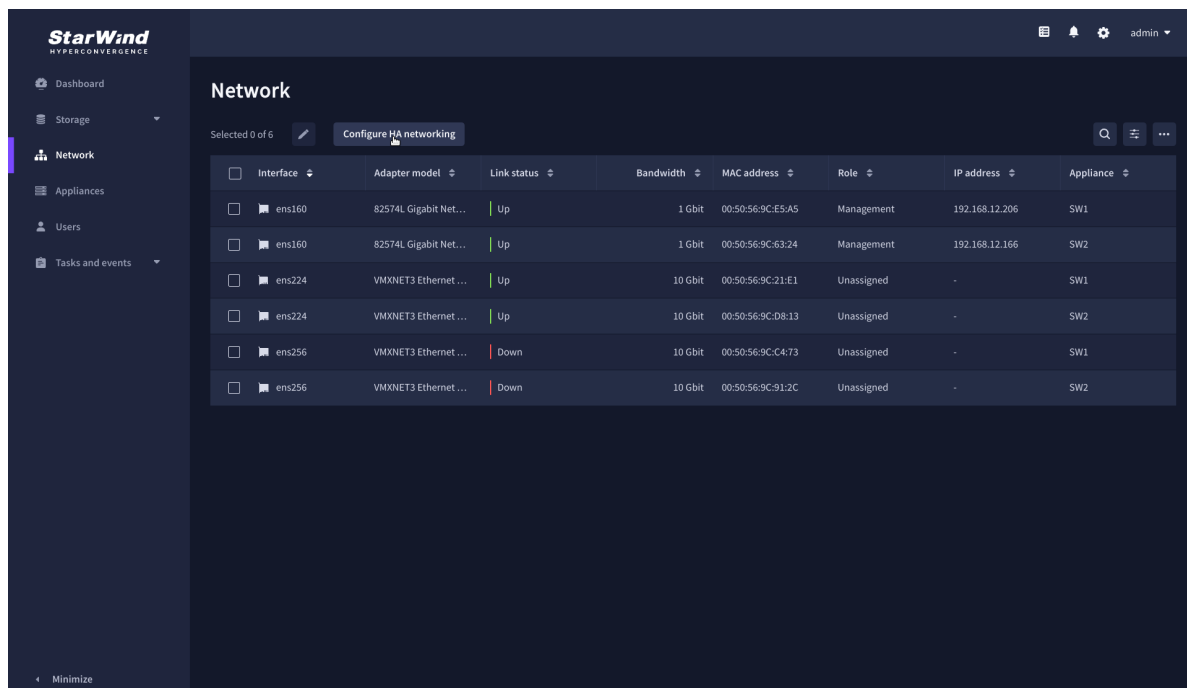 StarWind
HYPERCONVERGENCE
admin
Dashboard
Storage
Network
Appliances
Users
Tasks and events
Minimize
Network
Selected 0 of 6
Configure HA networking
Interface Adapter model Link status Bandwidth MAC address Role IP address Appliance
ens160 82574L Gigabit Net... Up 1 Gbit 00:50:56:9C:E5:A5 Management 192.168.12.206 SW1
ens160 82574L Gigabit Net... Up 1 Gbit 00:50:56:9C:63:24 Management 192.168.12.166 SW2
ens224 VMXNET3 Ethernet ... Up 10 Gbit 00:50:56:9C:21:E1 Unassigned - SW1
ens224 VMXNET3 Ethernet ... Up 10 Gbit 00:50:56:9C:D8:13 Unassigned - SW2
ens256 VMXNET3 Ethernet ... Down 10 Gbit 00:50:56:9C:C4:73 Unassigned - SW1
ens256 VMXNET3 Ethernet ... Down 10 Gbit 00:50:56:9C:91:2C Unassigned - SW2